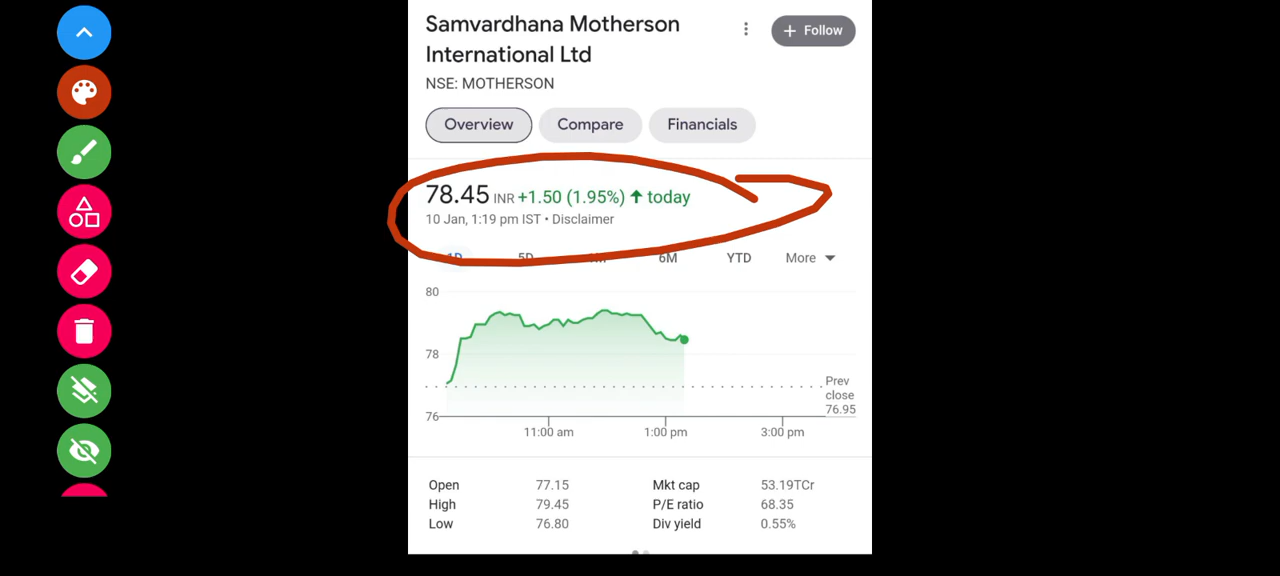 Samvardhana Motherson
International Ltd
+ Follow
NSE: MOTHERSON
Overview Compare Financials
78.45 INR +1.50 (1.95%) ↑ today
10 Jan, 1:19 pm IST • Disclaimer
1D 5D 6M YTD More
80
78
76
Prev
close
76.95
11:00 am 1:00 pm 3:00 pm
Open 77.15 Mkt cap 53.19TCr
High 79.45 P/E ratio 68.35
Low 76.80 Div yield 0.55%